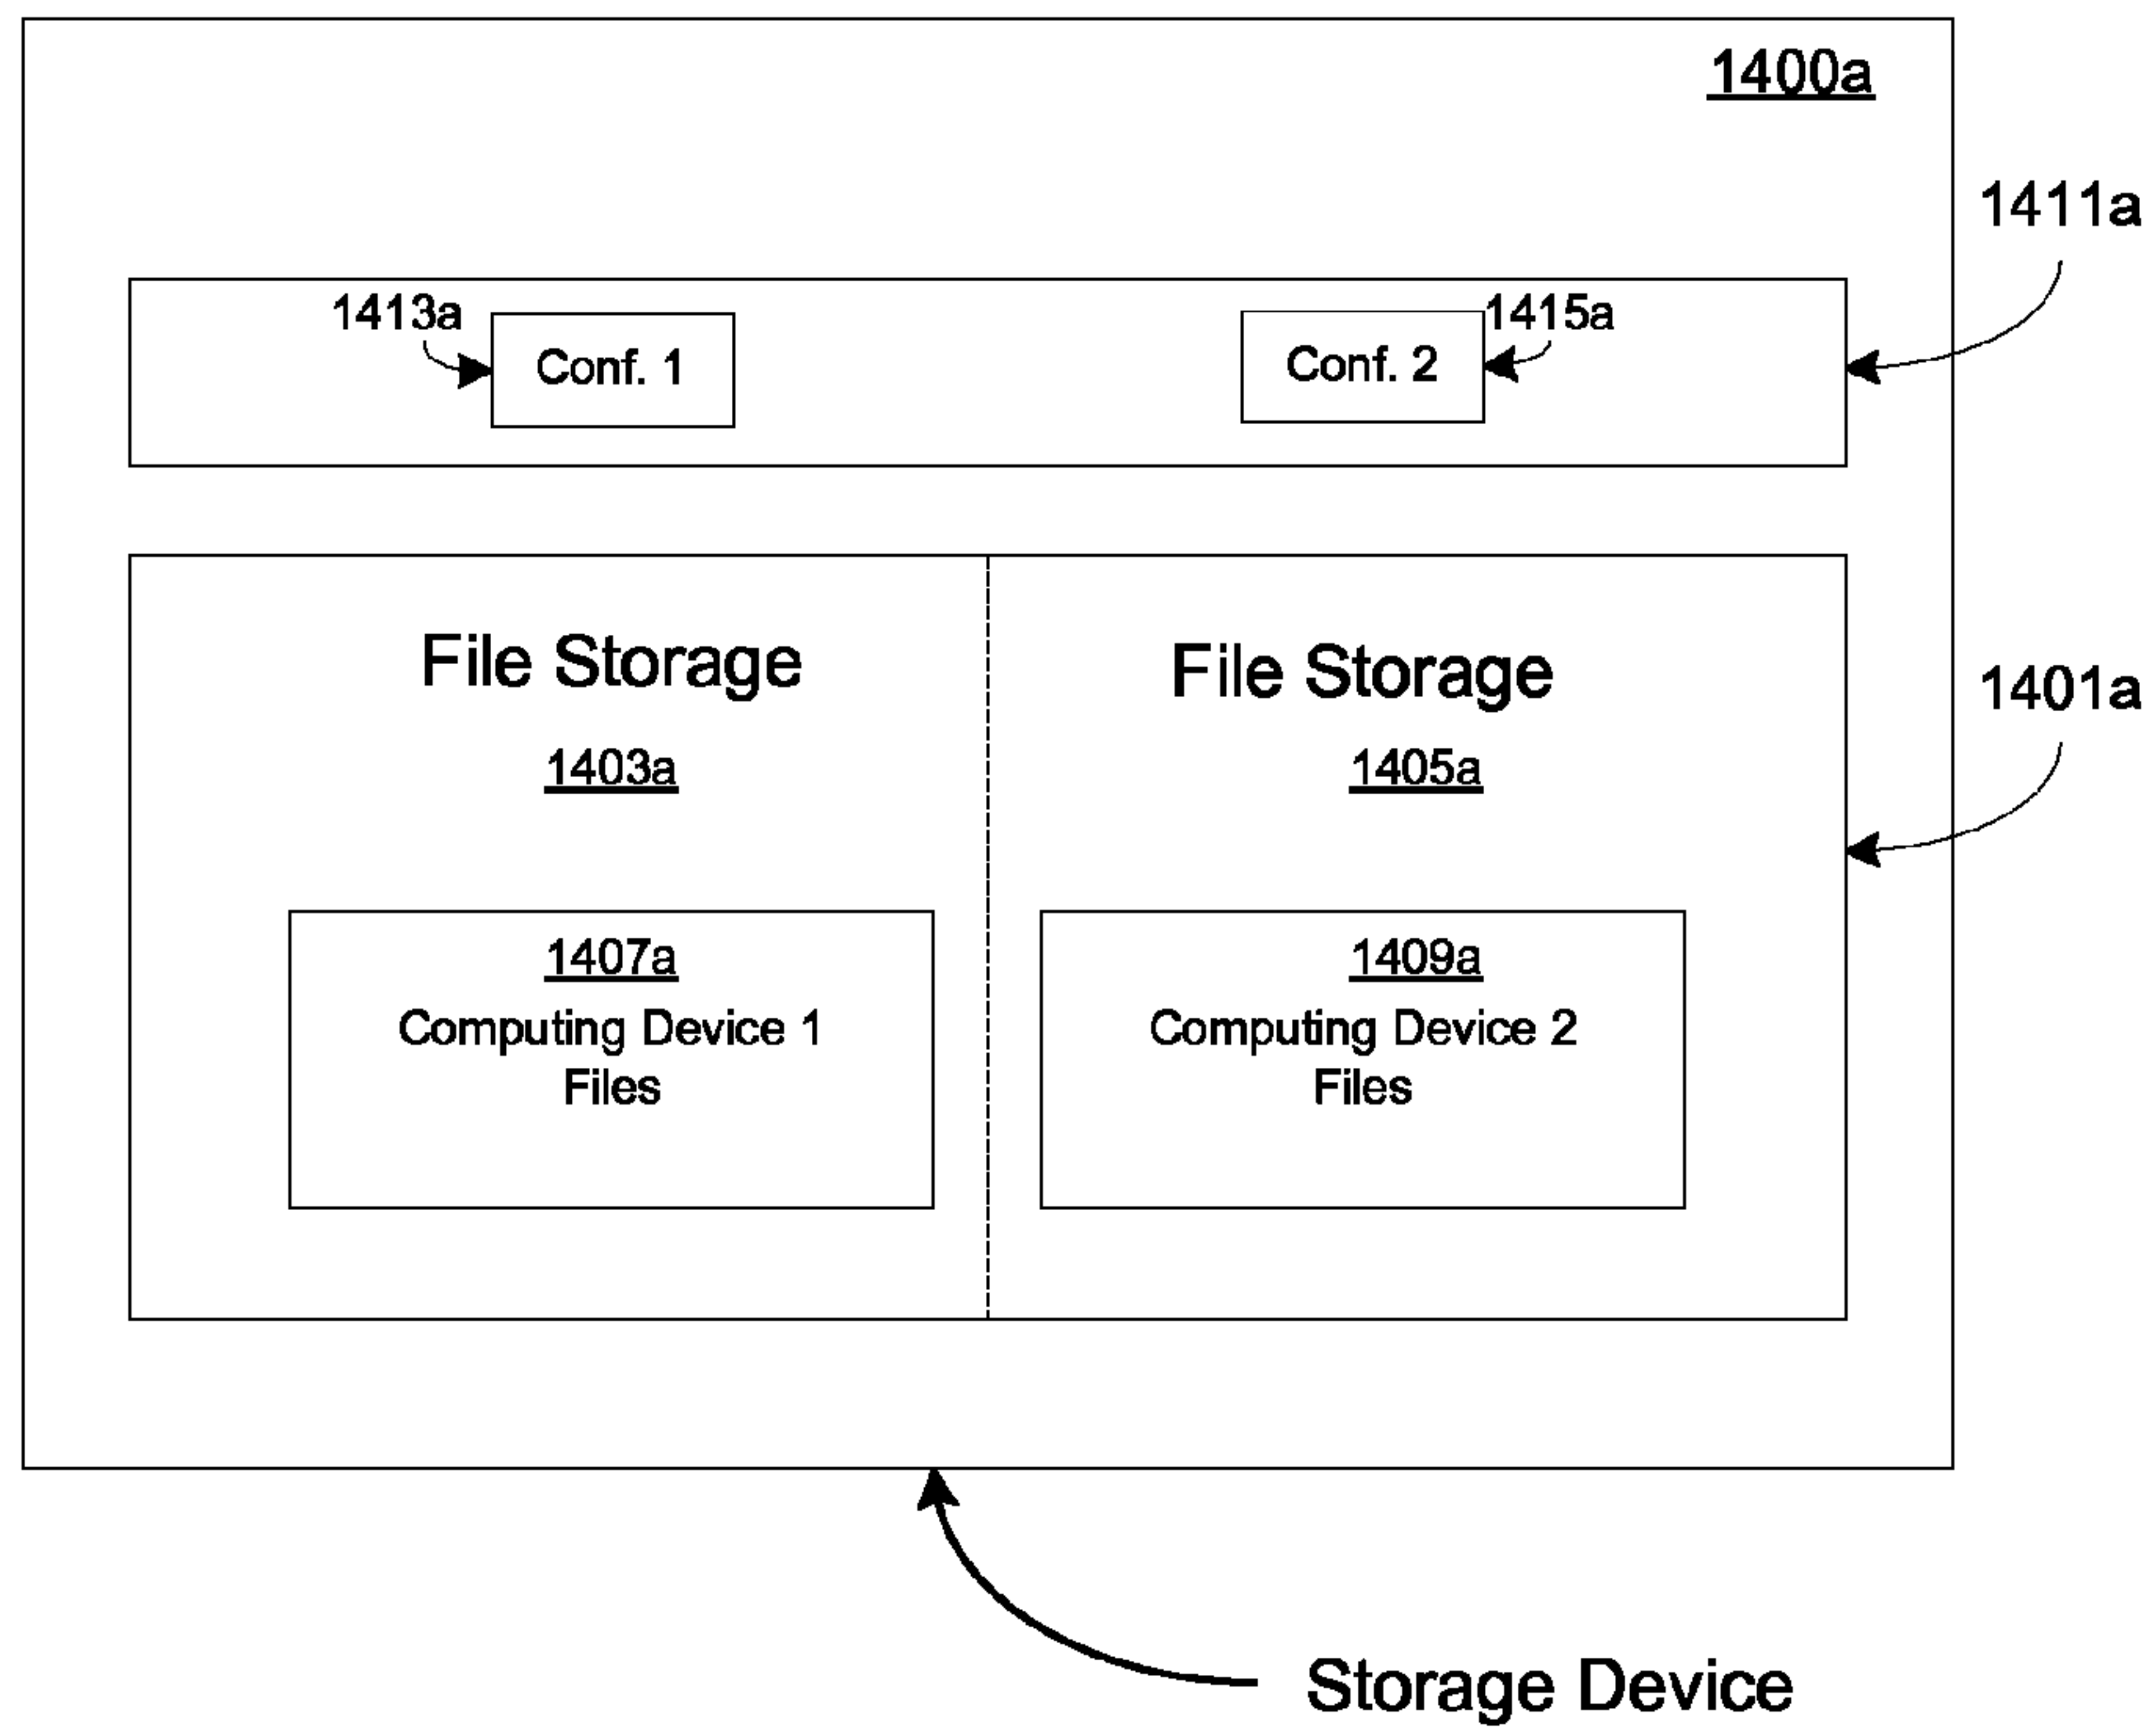 1400a
1411a
1413a
1415a
Conf. 1
Conf. 2
File Storage
File Storage
1401a
1403a
1405a
1407a
1409a
Computing Device 1
Files
Computing Device 2
Files
Storage Device